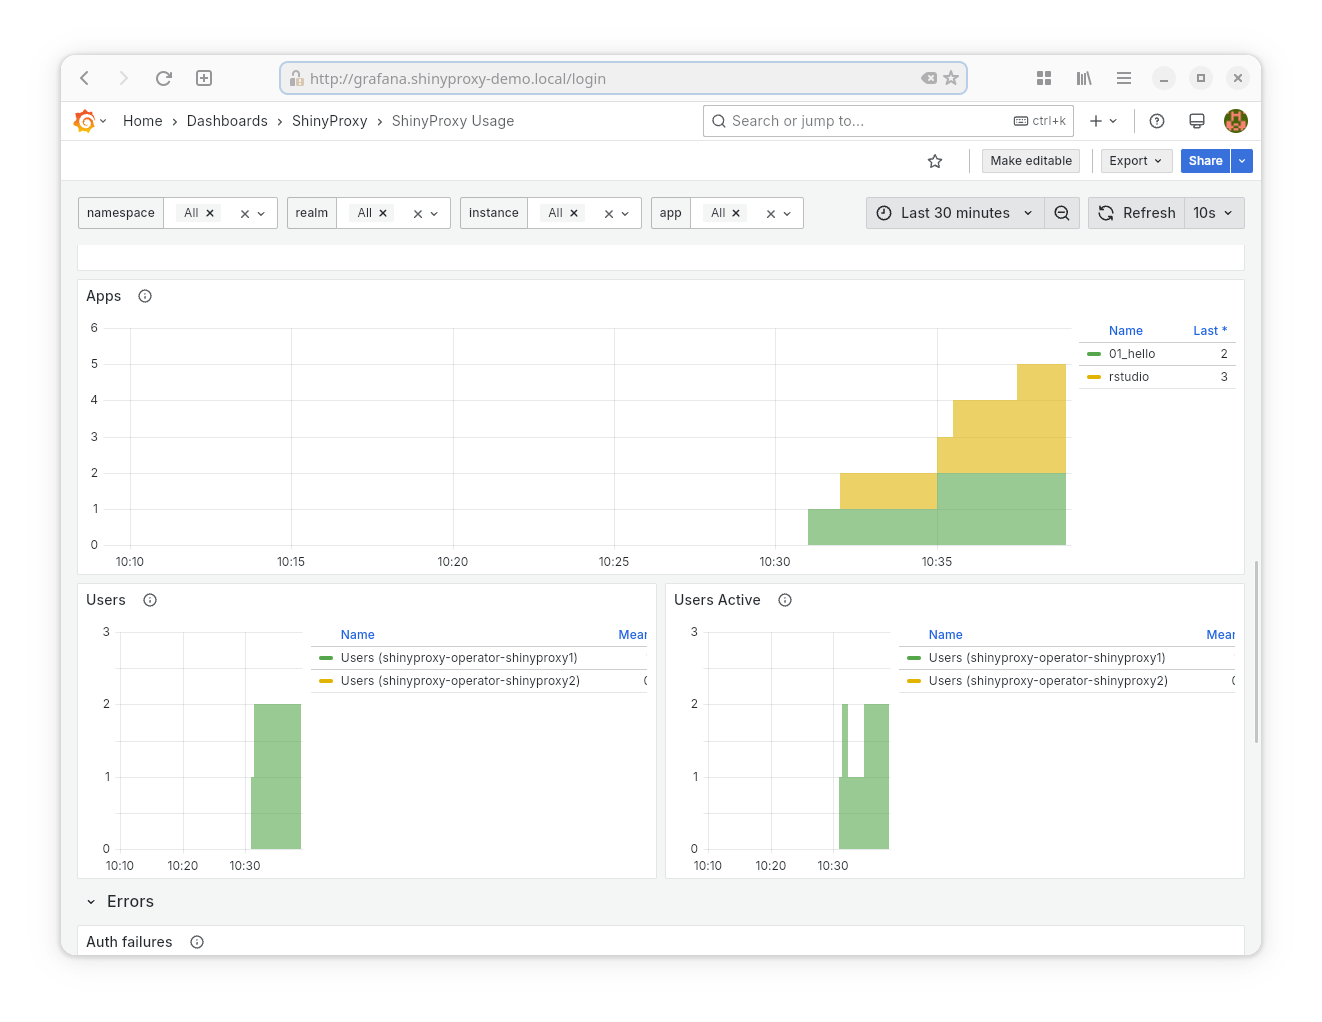 http://grafana.shinyproxy-demo.local/login
Home › Dashboards › ShinyProxy › ShinyProxy Usage
Search or jump to...
ctrl+k
Make editable
Export
Share
namespace
All
realm
All
instance
All
app
All
Last 30 minutes
Refresh
10s
Apps
6
5
4
3
2
1
0
10:10
10:15
10:20
10:25
10:30
10:35
Name Last *
01_hello 2
rstudio 3
Users
3
2
1
0
10:10
10:20
10:30
Name
Users (shinyproxy-operator-shinyproxy1)
Users (shinyproxy-operator-shinyproxy2)
Users Active
3
2
1
0
10:10
10:20
10:30
Name
Users (shinyproxy-operator-shinyproxy1)
Users (shinyproxy-operator-shinyproxy2)
Errors
Auth failures